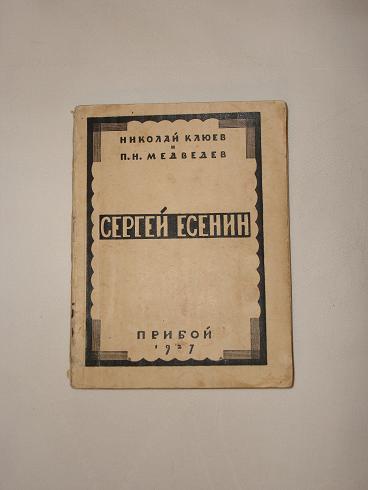 НИКОЛАЙ КЛЮЕВ
И
П.Н. МЕДВЕДЕВ
СЕРГЕЙ ЕСЕНИН
ПРИБОЙ
1927